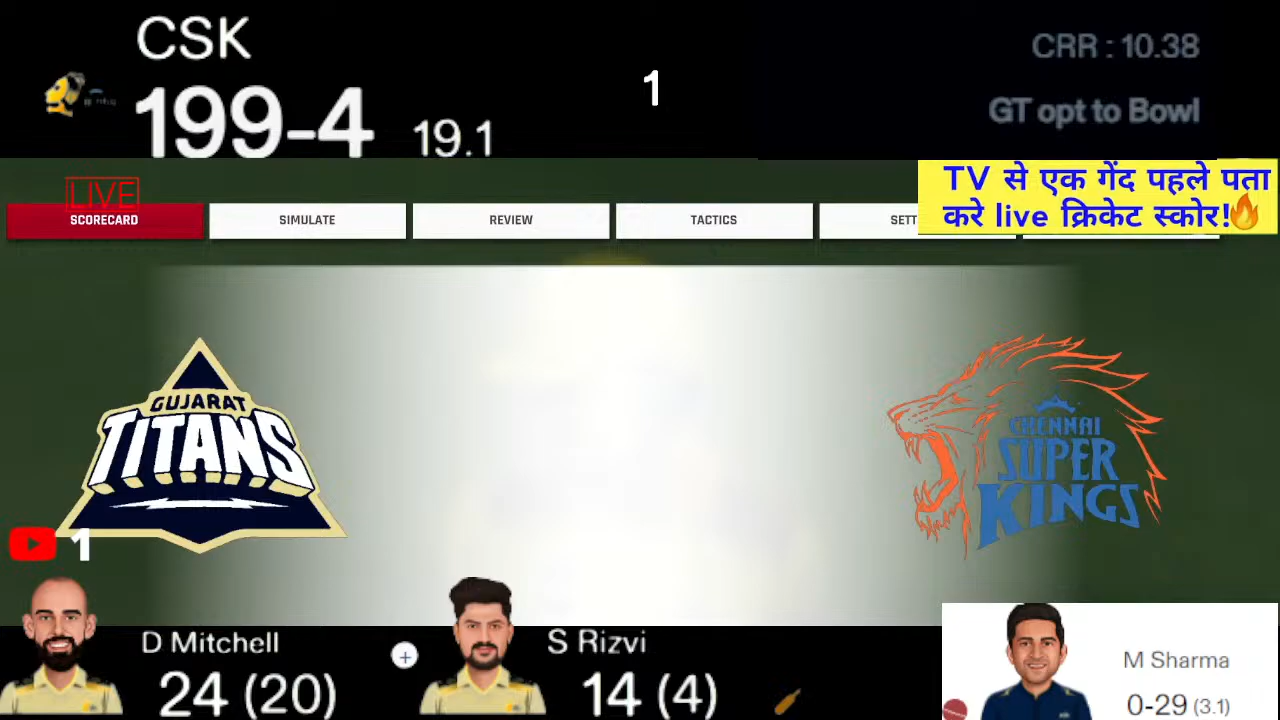 CSK
CRR : 10.38
199-4 19.1
1
GT opt to Bowl
LIVE
SCORECARD
SIMULATE
REVIEW
TACTICS
SETT
TV से एक गेंद पहले पता
करे live क्रिकेट स्कोर!🔥
GUJARAT
TITANS
CHENNAI
SUPER
KINGS
1
D Mitchell
24 (20)
S Rizvi
14 (4)
M Sharma
0-29 (3.1)